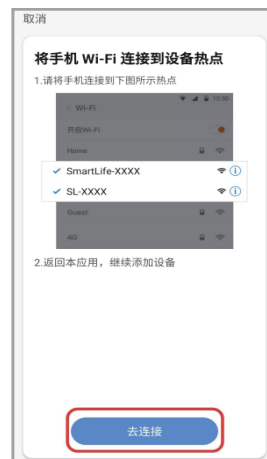 取消
将手机 Wi-Fi 连接到设备热点
1.请将手机连接到下图所示热点
12:30
Wi-Fi
开启Wi-Fi
Home
SmartLife-XXXX
SL-XXXX
Guest
4G
2.返回本应用，继续添加设备
去连接